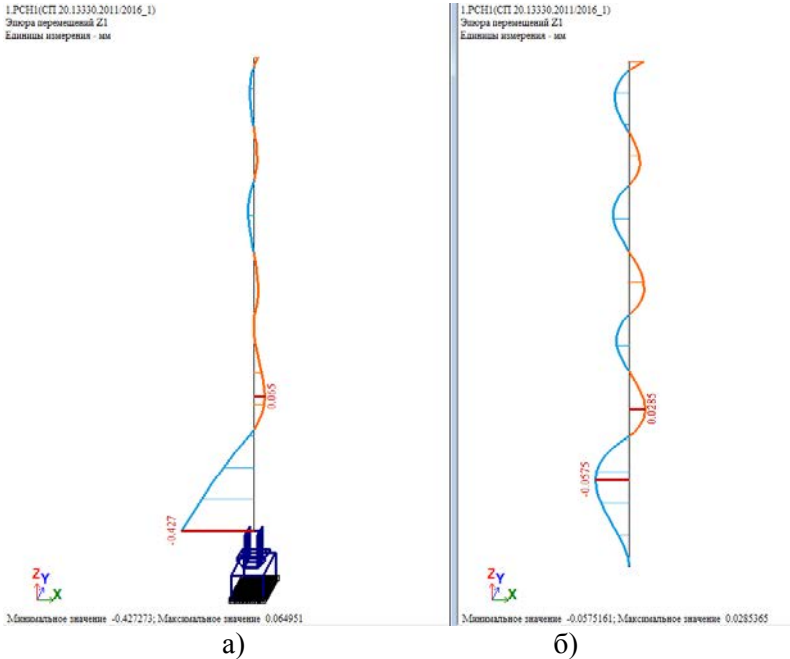 1.РСН1(СП 20.13330.2011/2016_1)
Эпюра перемещений Z1
Единицы измерения - мм
0.065
-0.427
Z
Y
X
Минимальное значение -0.427273; Максимальное значение 0.064951
а)
1.РСН1(СП 20.13330.2011/2016_1)
Эпюра перемещений Z1
Единицы измерения - мм
0.0285
-0.0575
Z
Y
X
Минимальное значение -0.0575161; Максимальное значение 0.0285365
б)